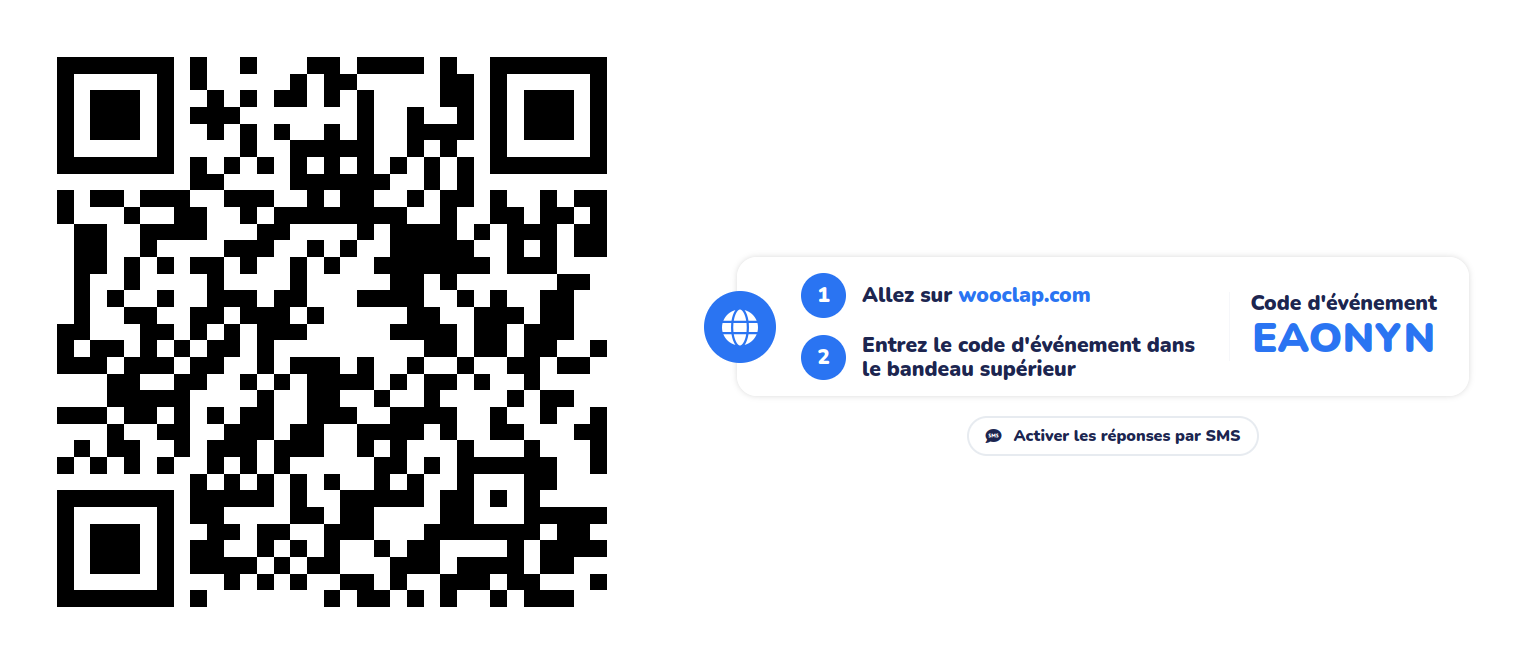 1 Allez sur wooclap.com
2 Entrez le code d'événement dans
le bandeau supérieur
Code d'événement
EAONYN
SMS Activer les réponses par SMS